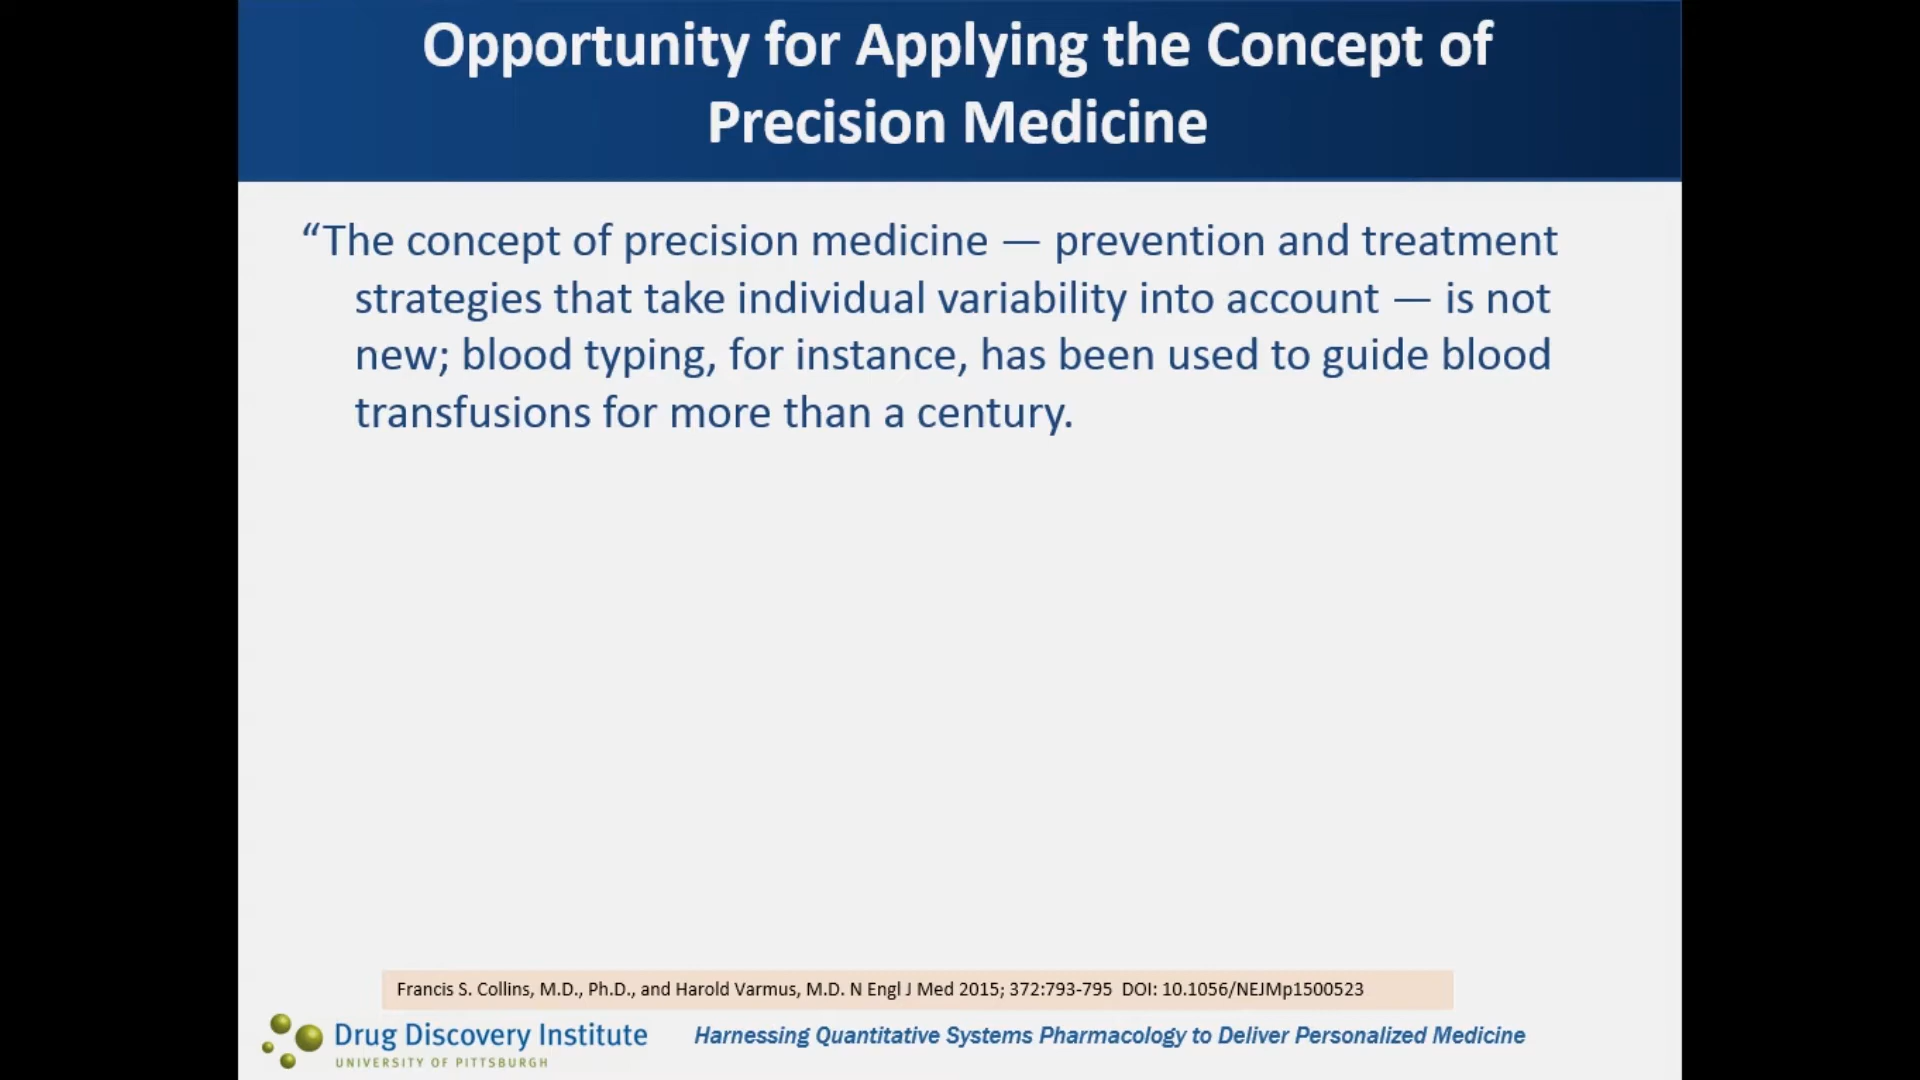 Opportunity for Applying the Concept of
Precision Medicine
“The concept of precision medicine — prevention and treatment
strategies that take individual variability into account — is not
new; blood typing, for instance, has been used to guide blood
transfusions for more than a century.
Francis S. Collins, M.D., Ph.D., and Harold Varmus, M.D. N Engl J Med 2015; 372:793-795 DOI: 10.1056/NEJMp1500523
Drug Discovery Institute
UNIVERSITY OF PITTSBURGH
Harnessing Quantitative Systems Pharmacology to Deliver Personalized Medicine